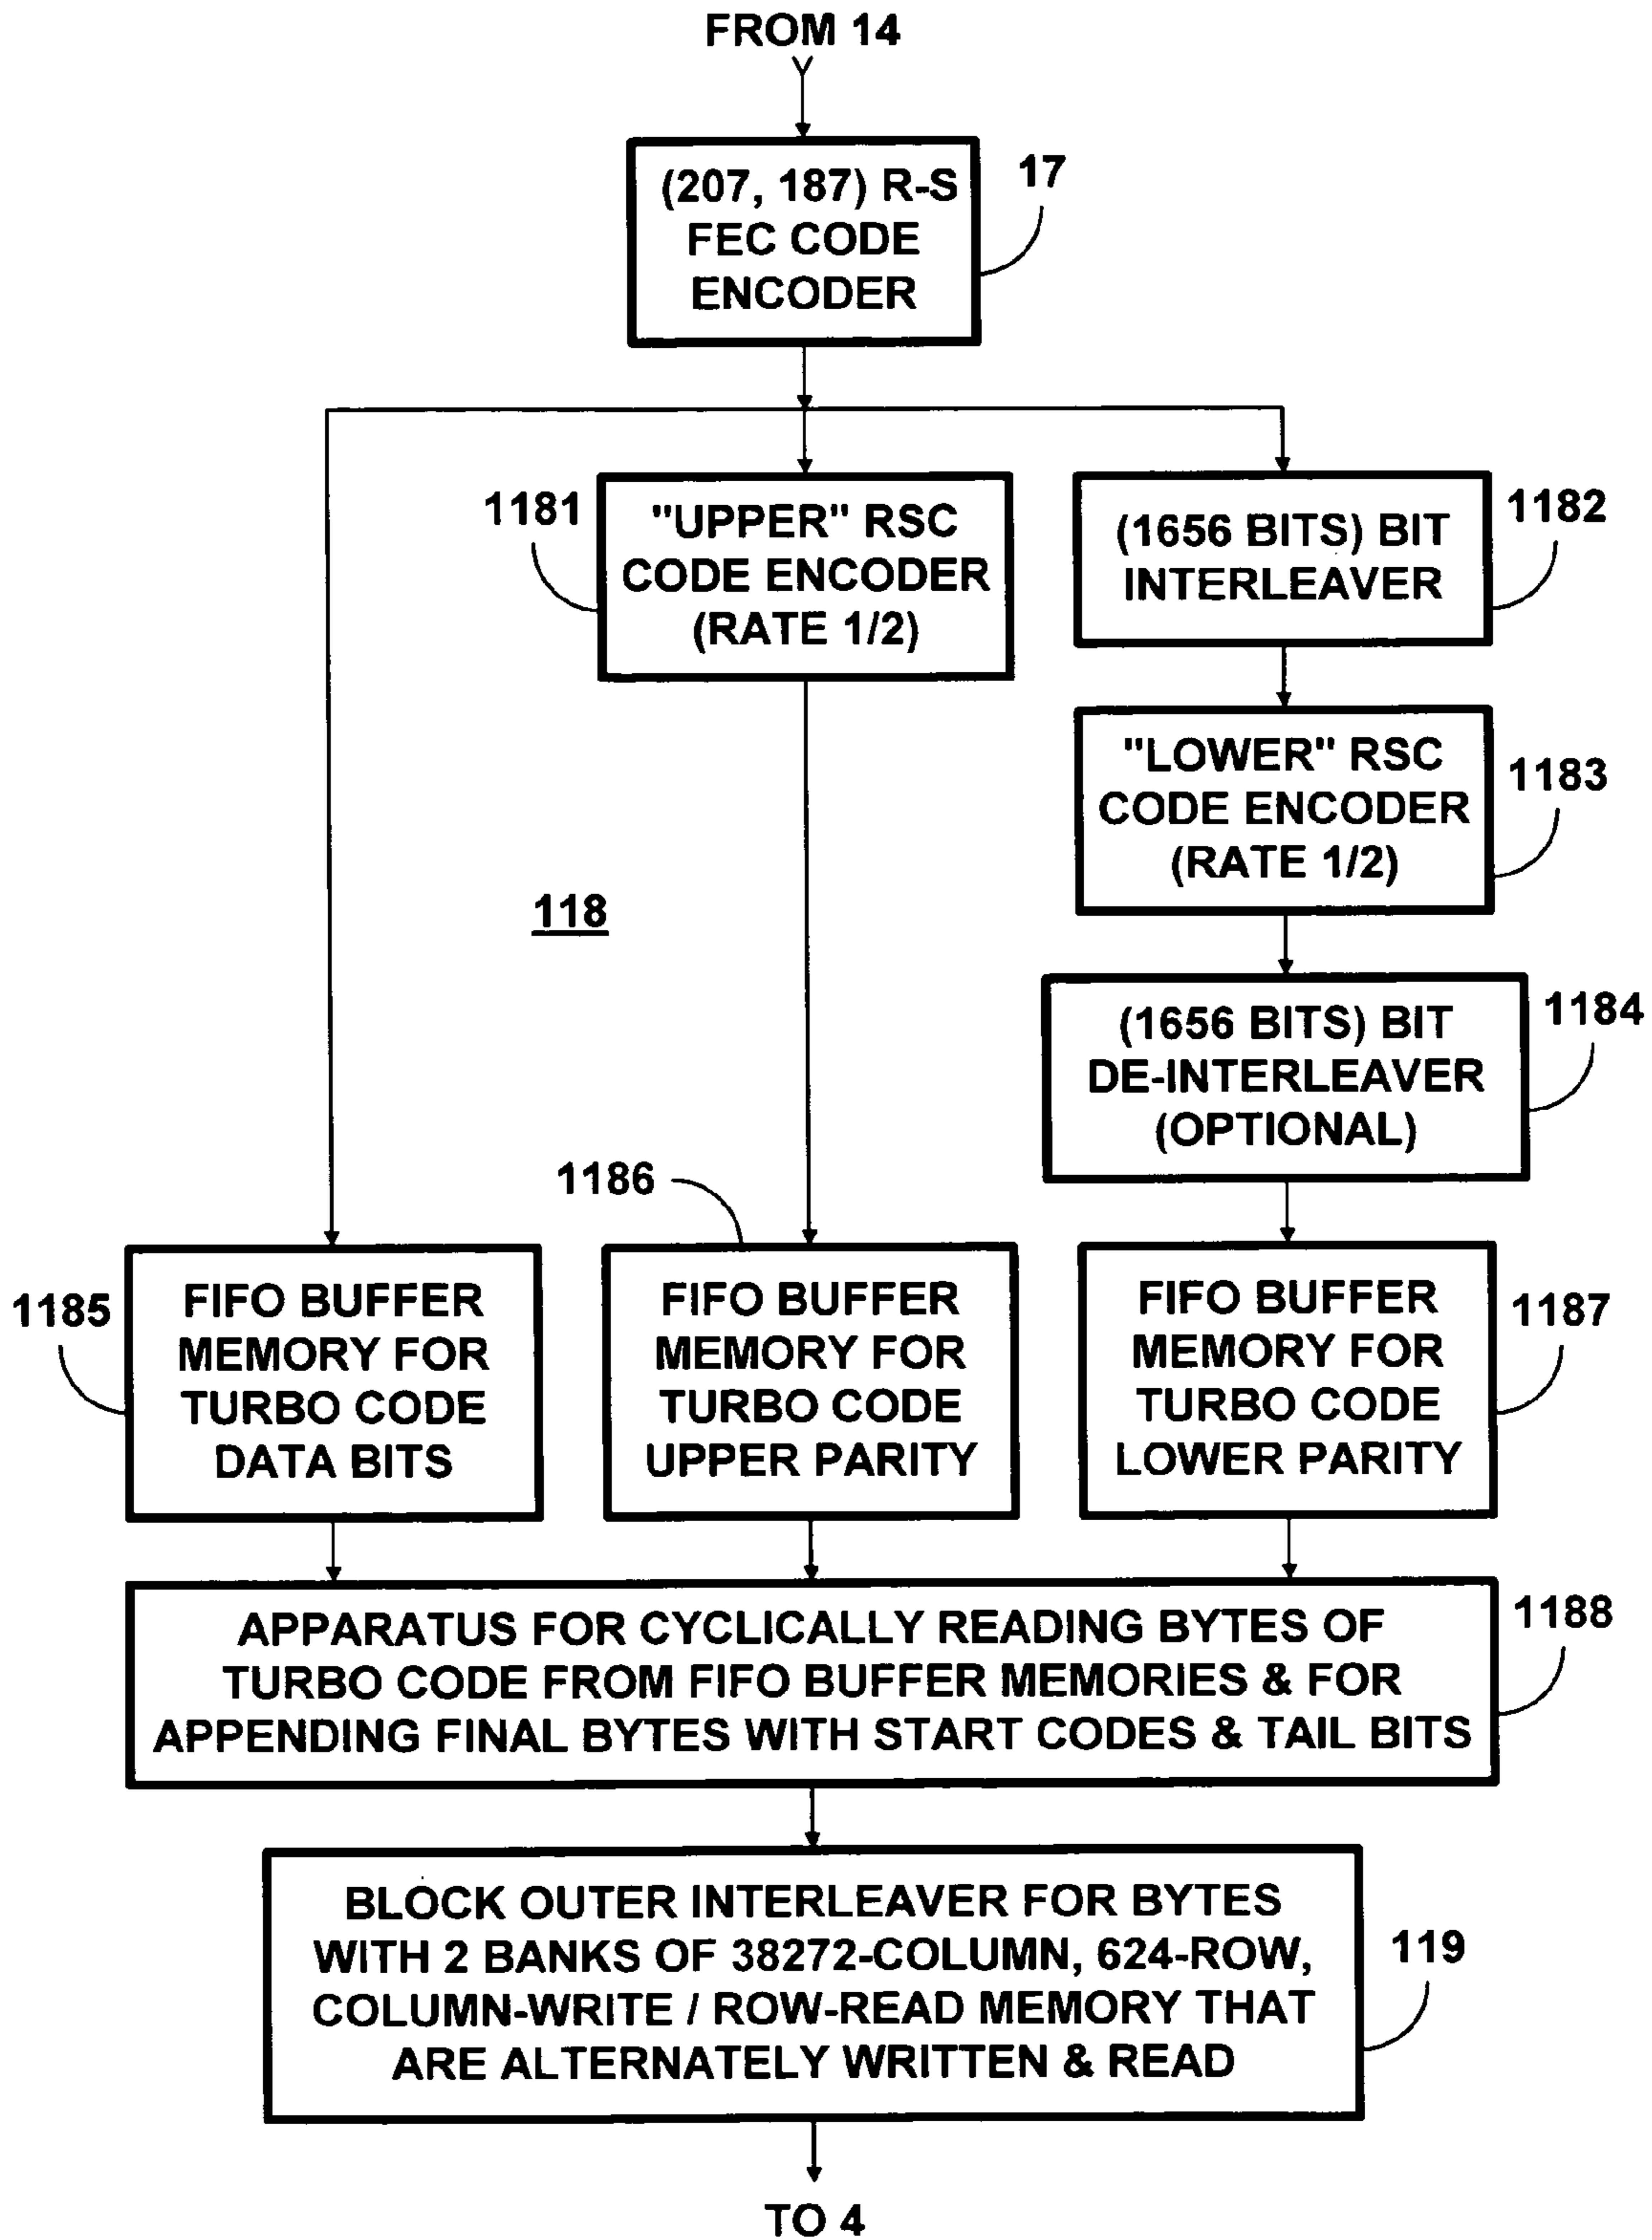 FROM 14
(207, 187) R-S
FEC CODE
ENCODER
17
1181
"UPPER" RSC
CODE ENCODER
(RATE 1/2)
(1656 BITS) BIT
INTERLEAVER
1182
"LOWER" RSC
CODE ENCODER
(RATE 1/2)
1183
118
(1656 BITS) BIT
DE-INTERLEAVER
(OPTIONAL)
1184
1186
1185
FIFO BUFFER
MEMORY FOR
TURBO CODE
DATA BITS
FIFO BUFFER
MEMORY FOR
TURBO CODE
UPPER PARITY
FIFO BUFFER
MEMORY FOR
TURBO CODE
LOWER PARITY
1187
APPARATUS FOR CYCLICALLY READING BYTES OF
TURBO CODE FROM FIFO BUFFER MEMORIES & FOR
APPENDING FINAL BYTES WITH START CODES & TAIL BITS
1188
BLOCK OUTER INTERLEAVER FOR BYTES
WITH 2 BANKS OF 38272-COLUMN, 624-ROW,
COLUMN-WRITE / ROW-READ MEMORY THAT
ARE ALTERNATELY WRITTEN & READ
119
TO 4